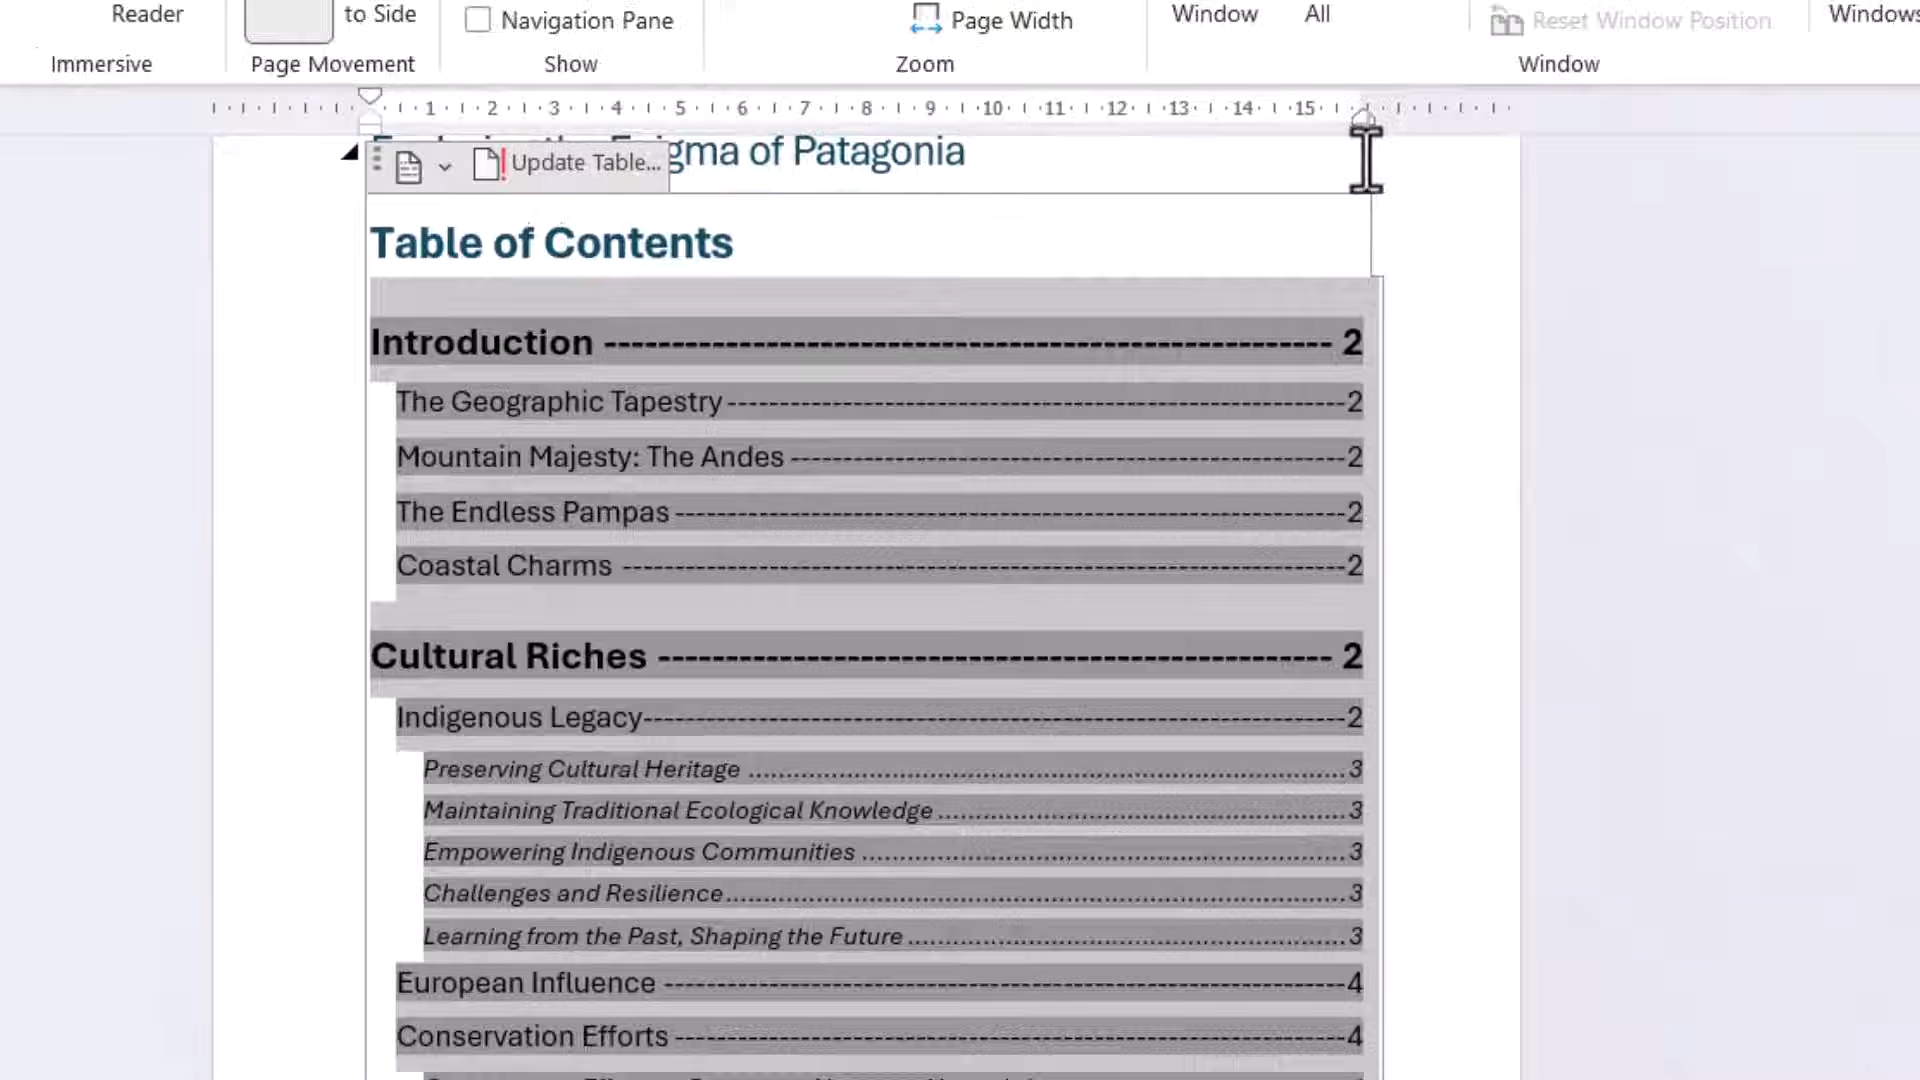 Reader
to Side
Navigation Pane
Page Width
Window
All
Reset Window Position
Windows
Immersive
Page Movement
Show
Zoom
Window
1 2 3 4 5 6 7 8 9 10 11 12 13 14 15
gma of Patagonia
Update Table...
Table of Contents
Introduction ------------------------------------------------------ 2
The Geographic Tapestry ------------------------------------------------------2
Mountain Majesty: The Andes ------------------------------------------------2
The Endless Pampas ----------------------------------------------------------2
Coastal Charms --------------------------------------------------------------2
Cultural Riches -------------------------------------------------- 2
Indigenous Legacy------------------------------------------------------------2
Preserving Cultural Heritage ..........................................................3
Maintaining Traditional Ecological Knowledge........................................3
Empowering Indigenous Communities ..............................................3
Challenges and Resilience............................................................3
Learning from the Past, Shaping the Future ..........................................3
European Influence ----------------------------------------------------------4
Conservation Efforts --------------------------------------------------------4